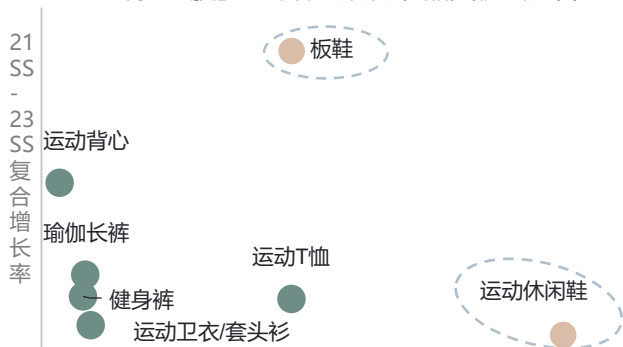 板鞋
21
SS
-
23
SS
复
合
增
长
率
运动背心
瑜伽长裤
运动T恤
健身裤
运动休闲鞋
运动卫衣/套头衫